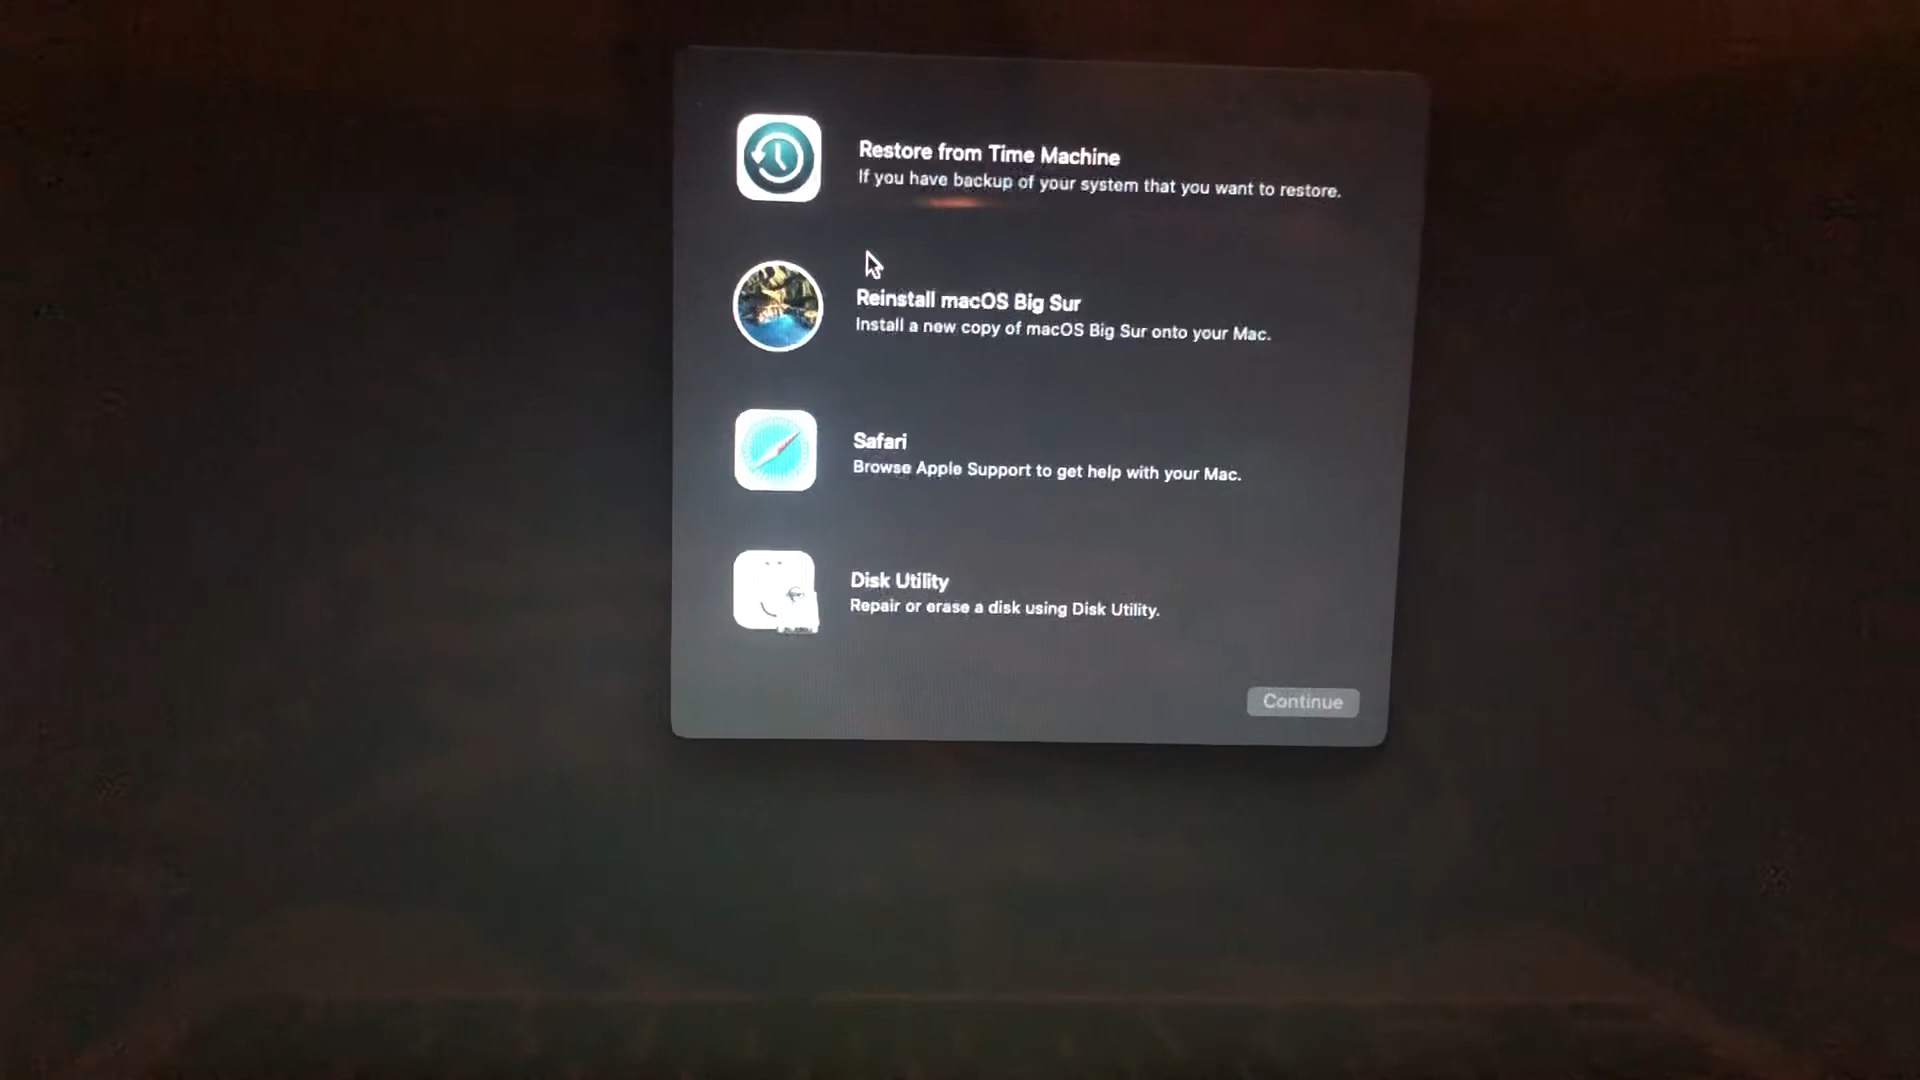 Restore from Time Machine
If you have backup of your system that you want to restore.
Reinstall macOS Big Sur
Install a new copy of macOS Big Sur onto your Mac.
Safari
Browse Apple Support to get help with your Mac.
Disk Utility
Repair or erase a disk using Disk Utility.
Continue